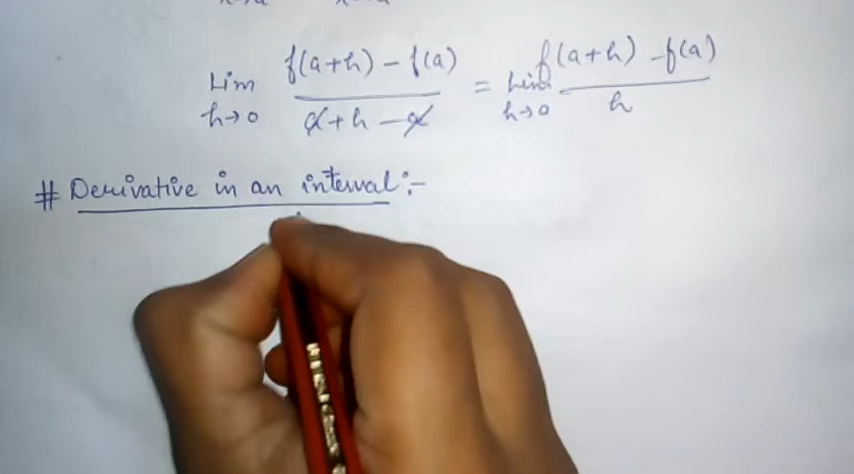 Lim h→0 f(a+h) - f(a) / a+h-a = Lim h→0 f(a+h) - f(a) / h
# Derivative in an interval :-